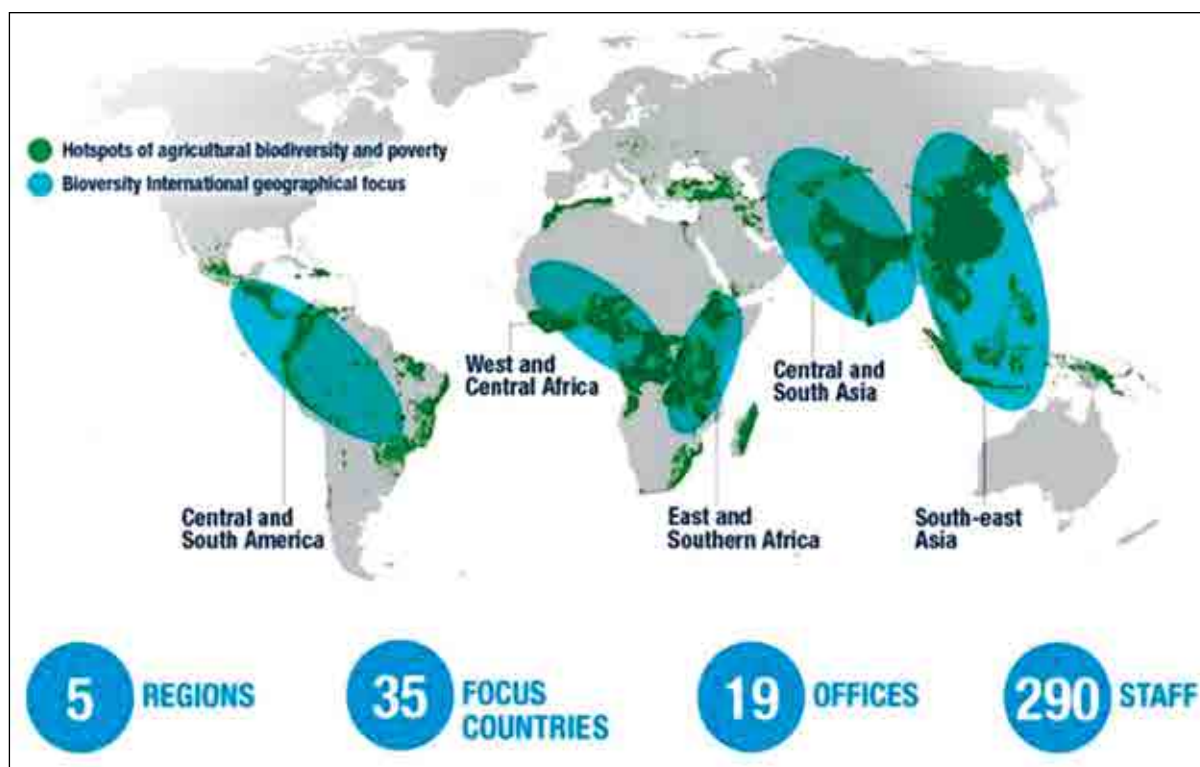 Hotspots of agricultural biodiversity and poverty
Bioversity International geographical focus
West and
Central Africa
Central and
South Asia
Central and
South America
East and
Southern Africa
South-east
Asia
5 REGIONS
35 FOCUS
COUNTRIES
19 OFFICES
290 STAFF